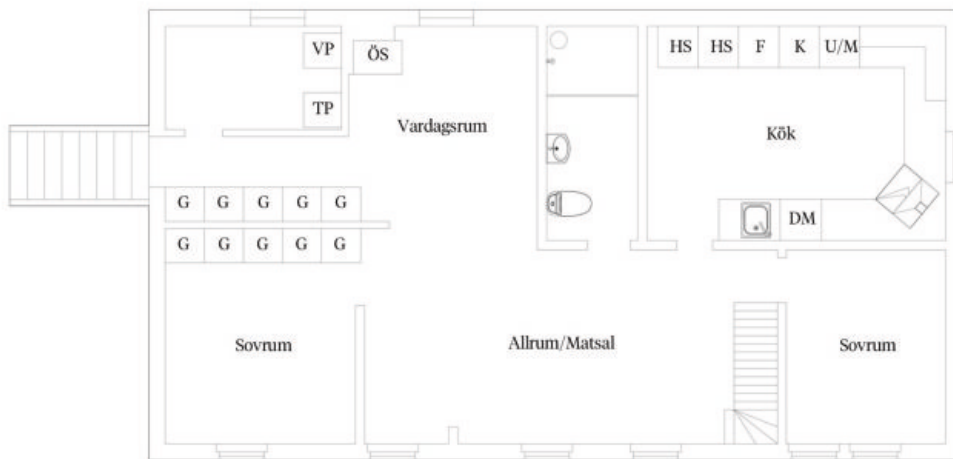 VP
ÖS
HS HS F K U/M
TP
Vardagsrum
Kök
G G G G G
DM
G G G G G
Sovrum
Allrum/Matsal
Sovrum